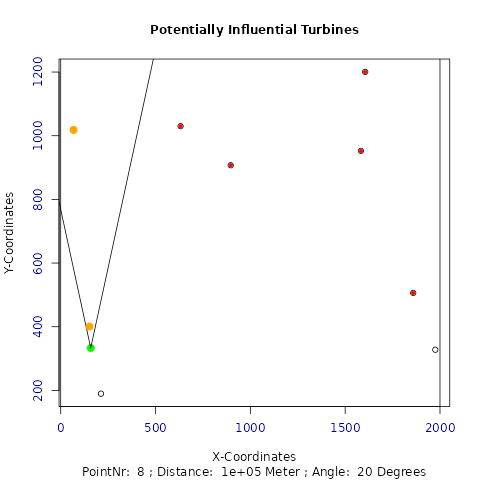 Potentially Influential Turbines
1200
1000
800
600
400
200
Y-Coordinates
0 500 1000 1500 2000
X-Coordinates
PointNr: 8 ; Distance: 1e+05 Meter ; Angle: 20 Degrees